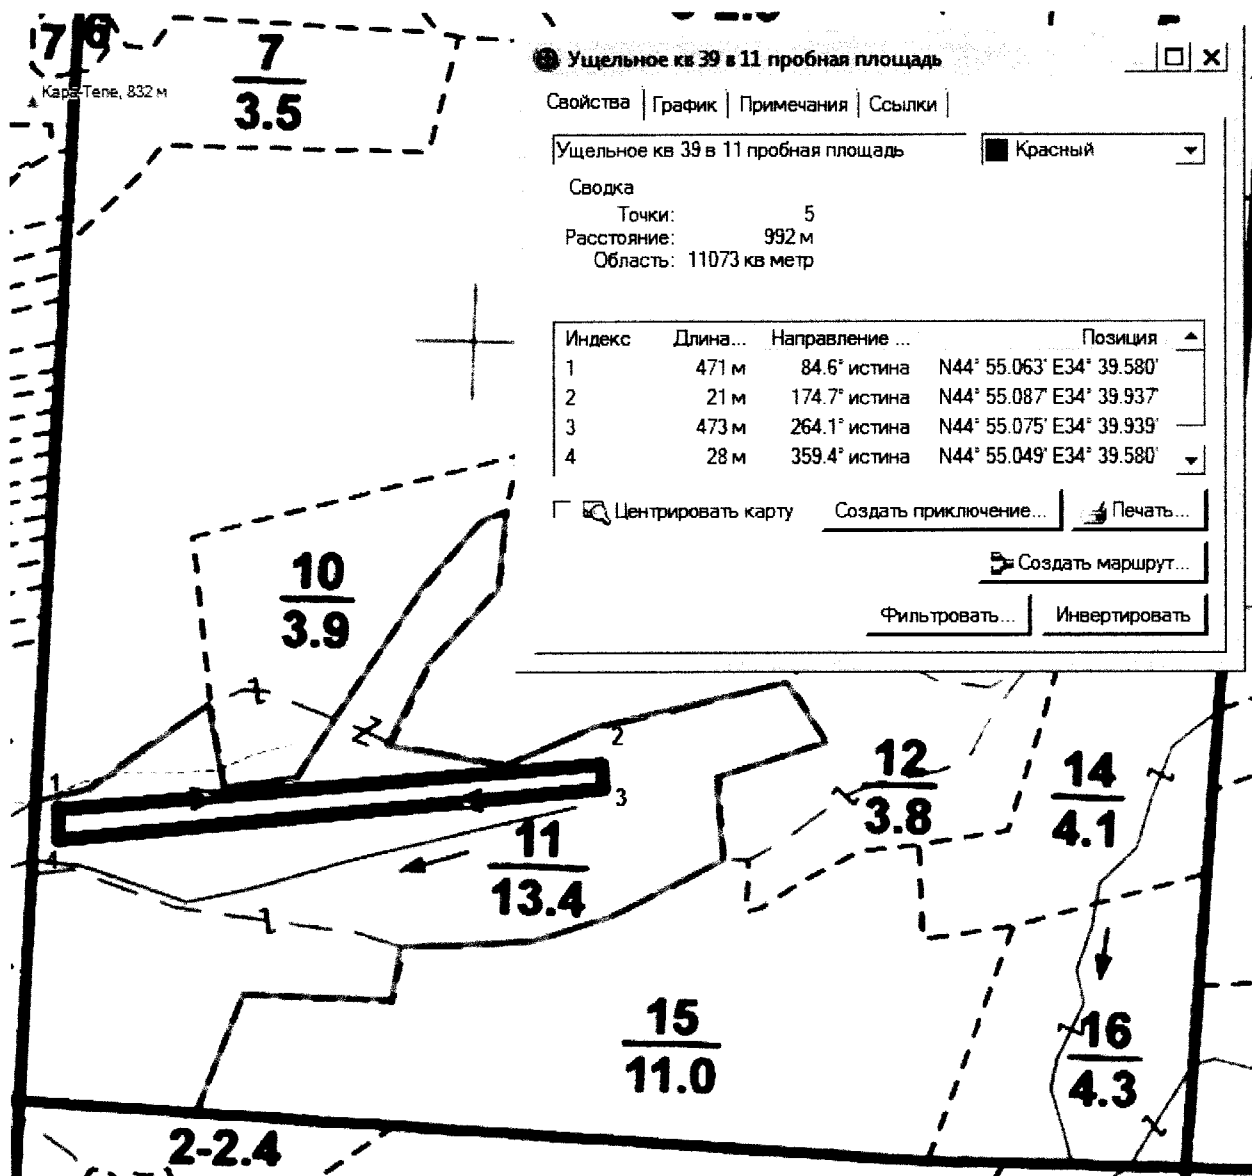 7
6
7
3.5
Кара-Тепе, 832 м
Ущельное кв 39 в 11 пробная площадь
Свойства
График
Примечания
Ссылки
Ущельное кв 39 в 11 пробная площадь
Красный
Сводка
Точки: 5
Расстояние: 992 м
Область: 11073 кв метр
Индекс Длина... Направление ... Позиция
1 471 м 84.6° истина N44° 55.063' E34° 39.580'
2 21 м 174.7° истина N44° 55.087' E34° 39.937'
3 473 м 264.1° истина N44° 55.075' E34° 39.939'
4 28 м 359.4° истина N44° 55.049' E34° 39.580'
Центрировать карту
Создать приключение...
Печать...
Создать маршрут...
Фильтровать...
Инвертировать
10
3.9
1
2
3
4
11
13.4
12
3.8
14
4.1
15
11.0
16
4.3
2-2.4